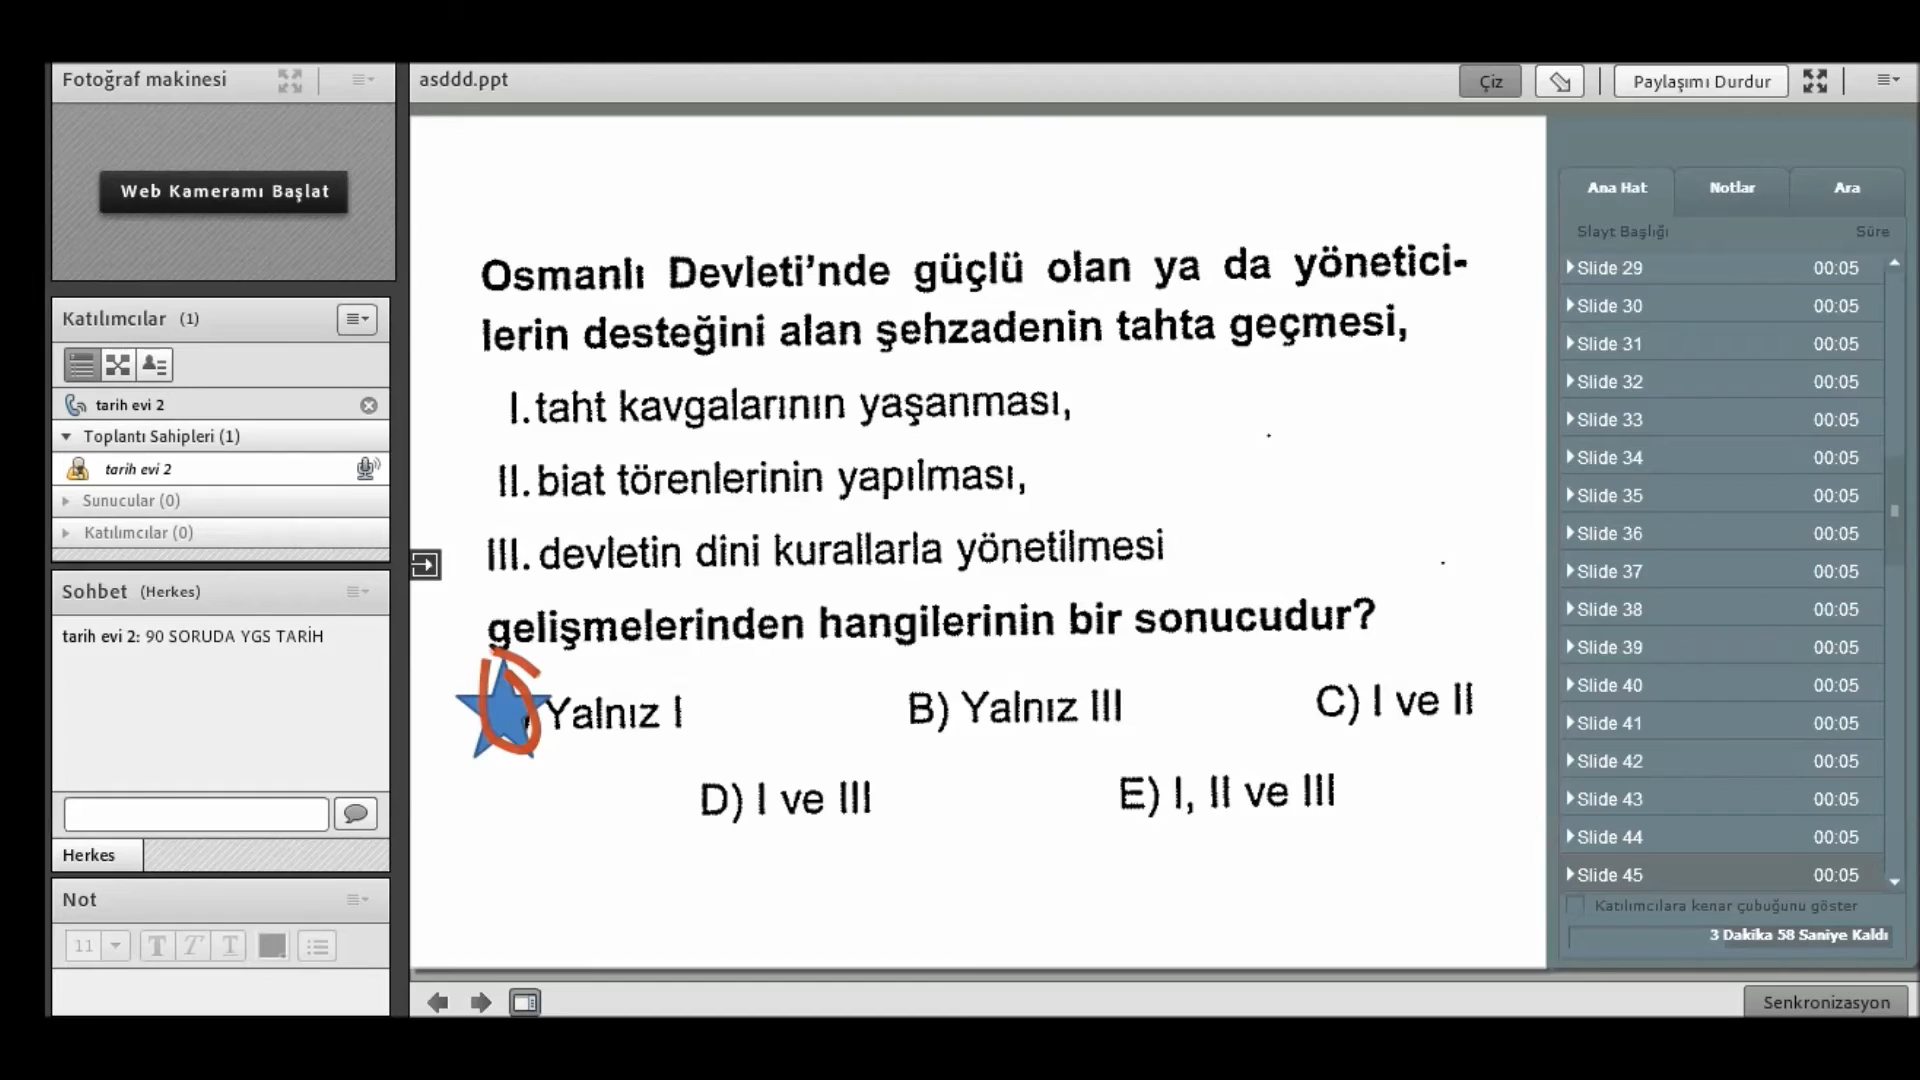 Fotoğraf makinesi
Web Kameramı Başlat
Katılımcılar (1)
tarih evi 2
Toplantı Sahipleri (1)
tarih evi 2
Sunucular (0)
Katılımcılar (0)
Sohbet (Herkes)
tarih evi 2: 90 SORUDA YGS TARİH
Herkes
Not
11
asddd.ppt
Çiz
Paylaşımı Durdur
Osmanlı Devleti'nde güçlü olan ya da yönetici-
lerin desteğini alan şehzadenin tahta geçmesi,
I. taht kavgalarının yaşanması,
II. biat törenlerinin yapılması,
III. devletin dini kurallarla yönetilmesi
gelişmelerinden hangilerinin bir sonucudur?
Yalnız I B) Yalnız III C) I ve II
D) I ve III E) I, II ve III
Ana Hat Notlar Ara
Slayt Başlığı Süre
Slide 29 00:05
Slide 30 00:05
Slide 31 00:05
Slide 32 00:05
Slide 33 00:05
Slide 34 00:05
Slide 35 00:05
Slide 36 00:05
Slide 37 00:05
Slide 38 00:05
Slide 39 00:05
Slide 40 00:05
Slide 41 00:05
Slide 42 00:05
Slide 43 00:05
Slide 44 00:05
Slide 45 00:05
Katılımcılara kenar çubuğunu göster
3 Dakika 58 Saniye Kaldı
Senkronizasyon